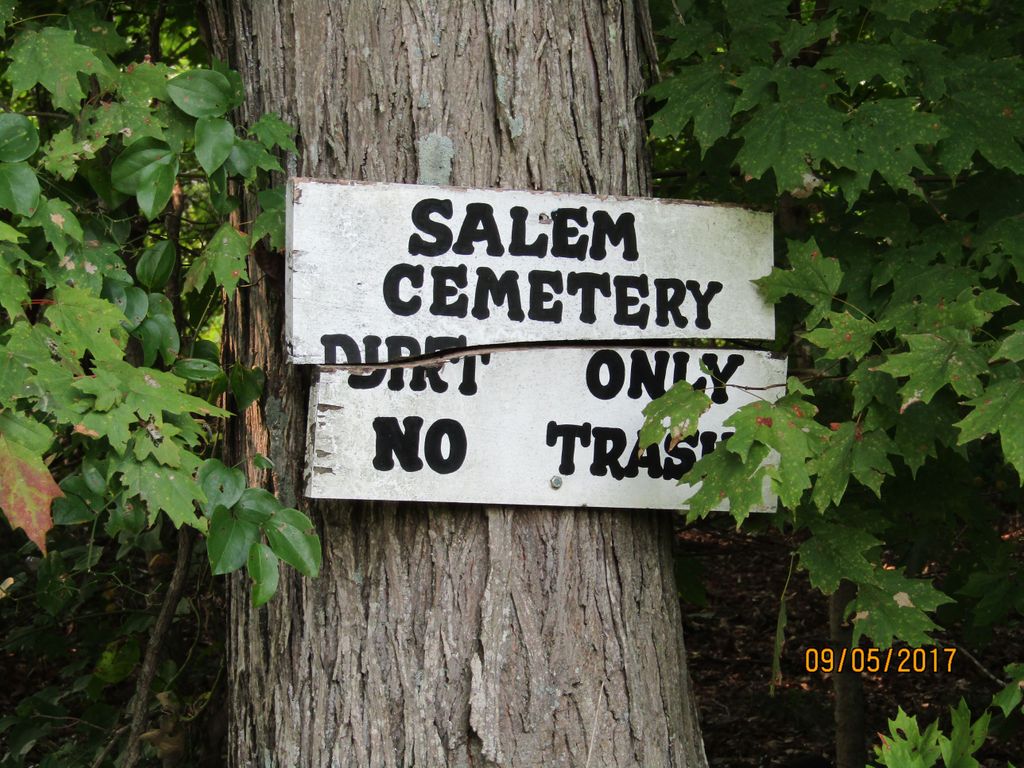 SALEM
CEMETERY
DIRT ONLY
NO TRASH
09/05/2017